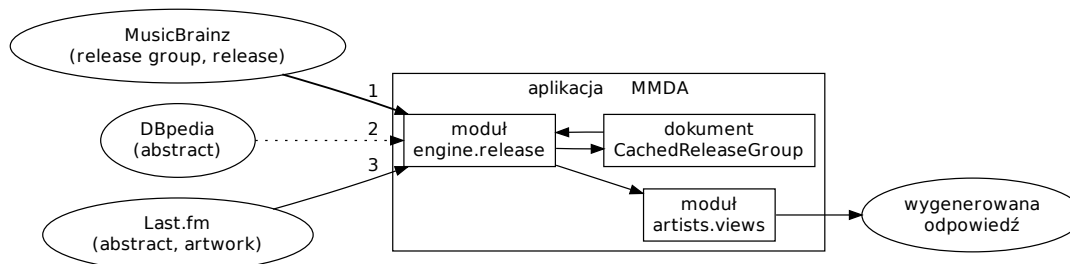 MusicBrainz
(release group, release)
1
aplikacja MMDA
DBpedia
(abstract)
2
moduł
engine.release
dokument
CachedReleaseGroup
3
Last.fm
(abstract, artwork)
moduł
artists.views
wygenerowana
odpowiedź